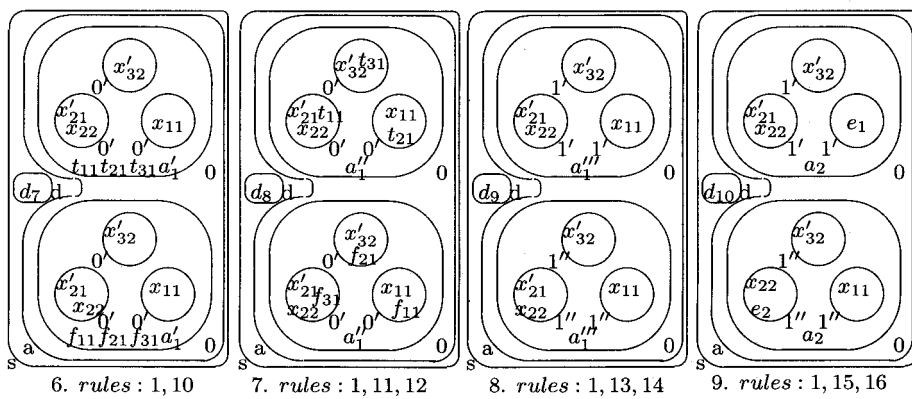 x′32 x′32 t31 x′32 x′32
0′ 0′ 1′ 1′
x′21 x11 x′21 t11 x11 x′21 x11 x′21 e1
x22 x22 t21 x22 x22
0′ 0′ 0′ 0′ 1′ 1′ 1′ 1′
t11 t21 t31 a′1 0 a″1 0 a‴1 0 a2 0
d7 d d8 d d9 d d10 d
x′32 x′32 x′32 x′32
0′ f21 1″ 1″
0′
x′21 x11 x′21 f31 x11 x′21 x11 x22 x11
x22 x22 f11 x22 e2
0′ 0′ 0′ 0′ 1″ 1″ 1″ 1″
f11 f21 f31 a′1 0 a″1 0 a‴1 0 a2 0
a a a a
s s s s
6. rules : 1, 10 7. rules : 1, 11, 12 8. rules : 1, 13, 14 9. rules : 1, 15, 16